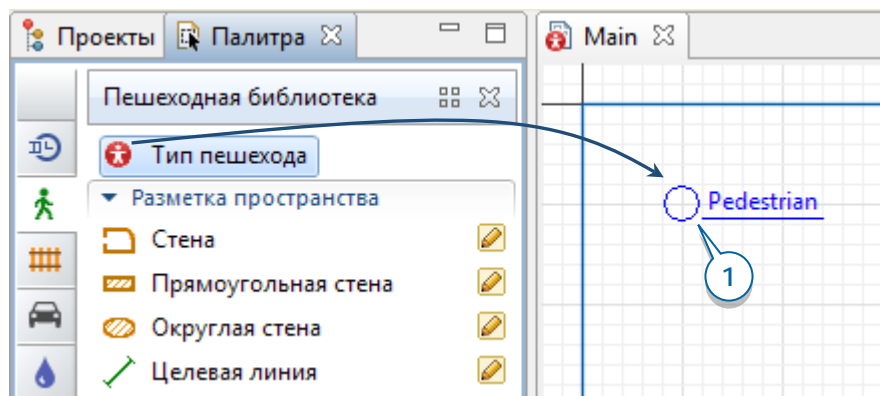 Проекты Палитра Main
Пешеходная библиотека
Тип пешехода
Разметка пространства
Стена
Прямоугольная стена
Округлая стена
Целевая линия
Pedestrian
1